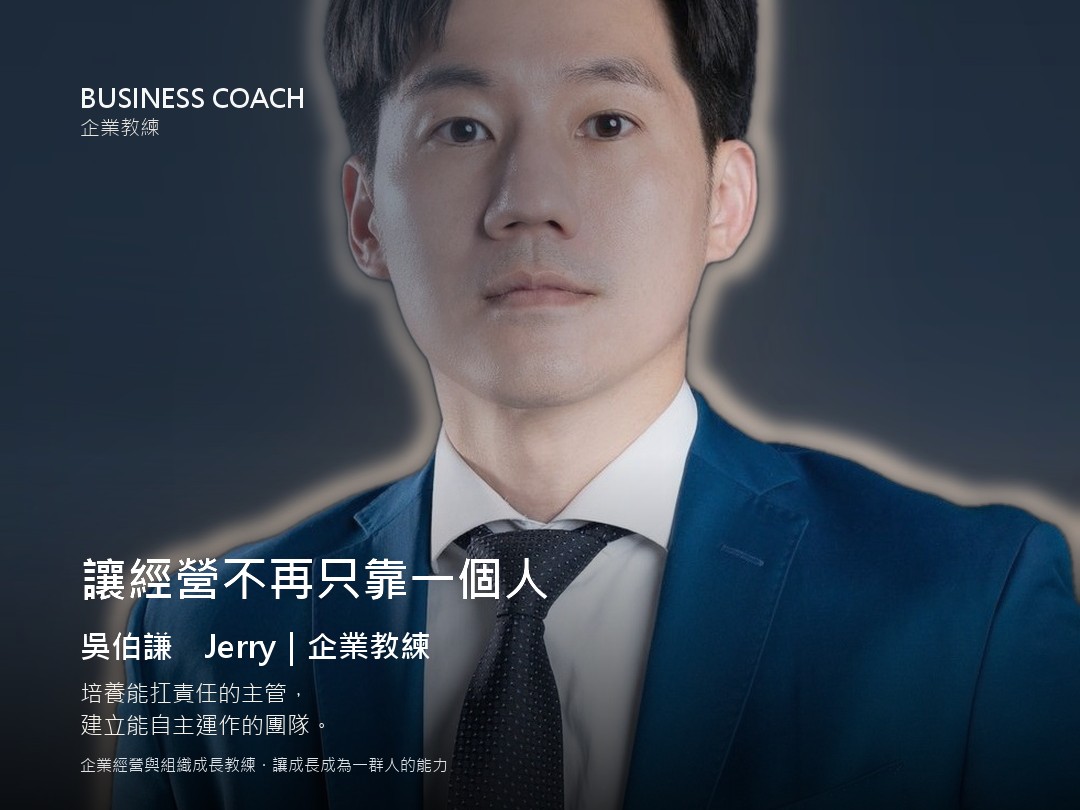 BUSINESS COACH
企業教練
讓經營不再只靠一個人
吳伯謙　Jerry｜企業教練
培養能扛責任的主管，
建立能自主運作的團隊。
企業經營與組織成長教練．讓成長成為一群人的能力